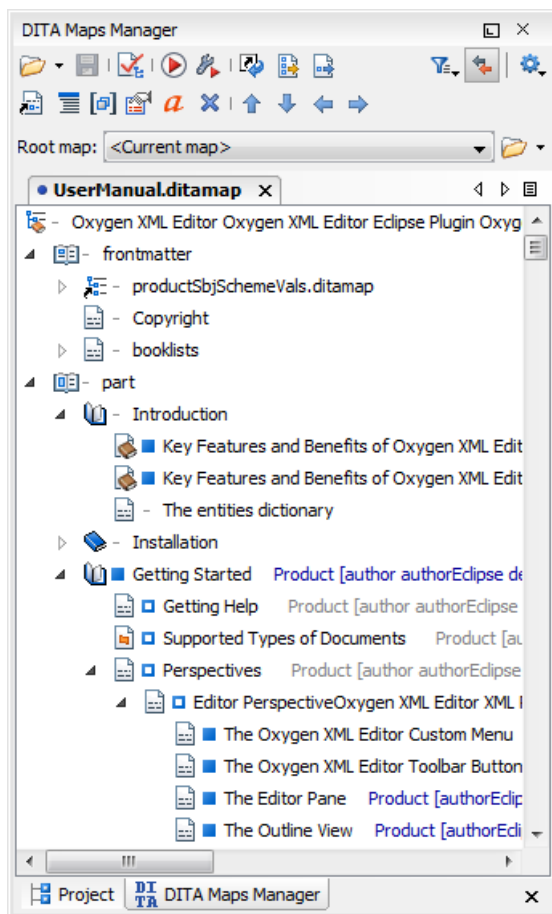 DITA Maps Manager
Root map: <Current map>
UserManual.ditamap
- Oxygen XML Editor Oxygen XML Editor Eclipse Plugin Oxyg
- frontmatter
- productSbjSchemeVals.ditamap
- Copyright
- booklists
- part
- Introduction
Key Features and Benefits of Oxygen XML Edit
Key Features and Benefits of Oxygen XML Edit
- The entities dictionary
- Installation
Getting Started Product [author authorEclipse de
Getting Help Product [author authorEclipse
Supported Types of Documents Product [au
Perspectives Product [author authorEclipse
Editor PerspectiveOxygen XML Editor XML
The Oxygen XML Editor Custom Menu
The Oxygen XML Editor Toolbar Button
The Editor Pane Product [authorEclip
The Outline View Product [authorEcli
Project DITA DITA Maps Manager